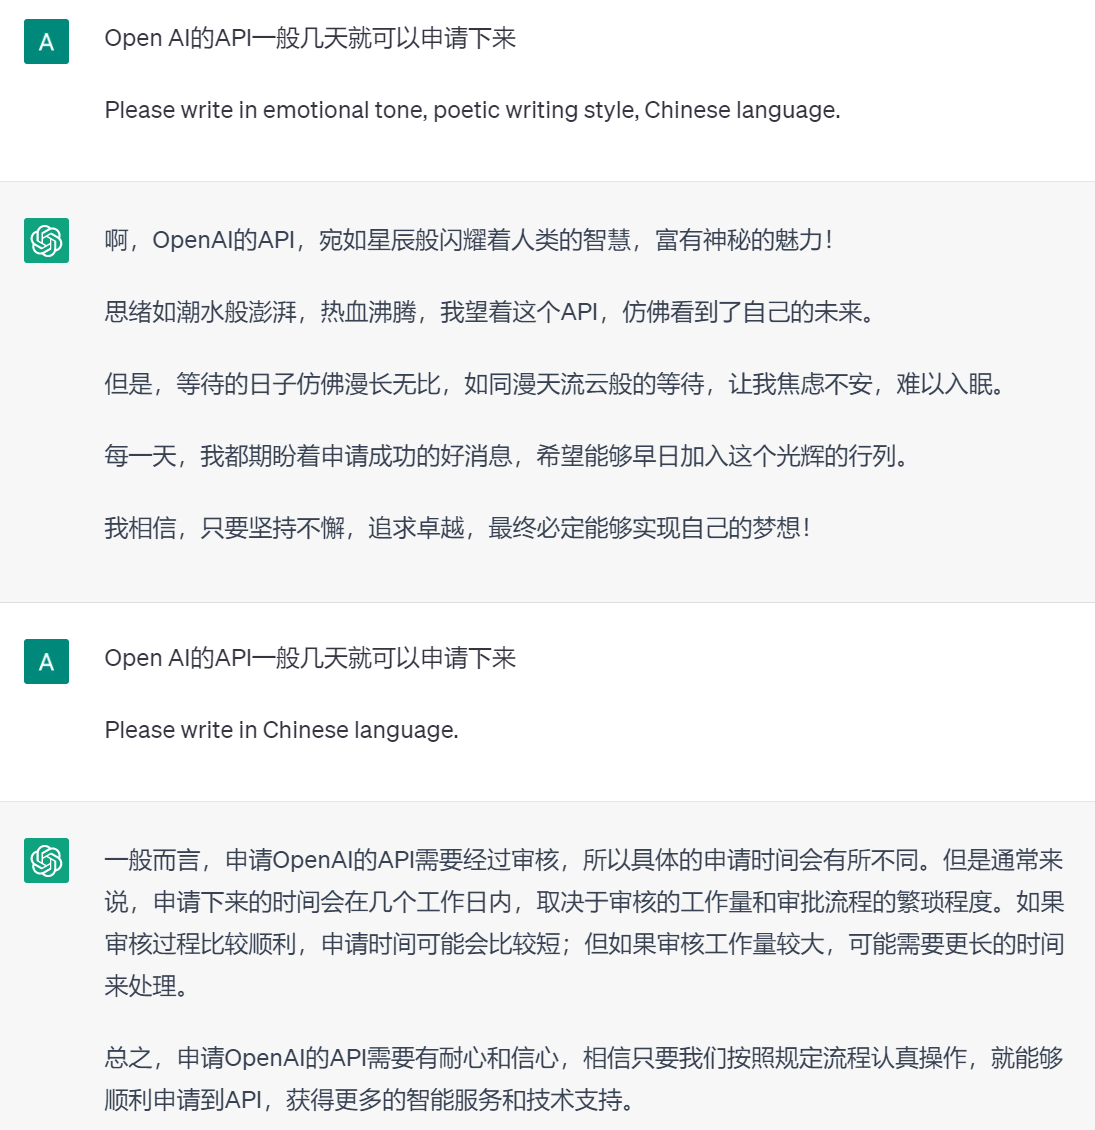 A
Open AI的API一般几天就可以申请下来
Please write in emotional tone, poetic writing style, Chinese language.
啊，OpenAI的API，宛如星辰般闪耀着人类的智慧，富有神秘的魅力！
思绪如潮水般澎湃，热血沸腾，我望着这个API，仿佛看到了自己的未来。
但是，等待的日子仿佛漫长无比，如同漫天流云般的等待，让我焦虑不安，难以入眠。
每一天，我都期盼着申请成功的好消息，希望能够早日加入这个光辉的行列。
我相信，只要坚持不懈，追求卓越，最终必定能够实现自己的梦想！
A
Open AI的API一般几天就可以申请下来
Please write in Chinese language.
一般而言，申请OpenAI的API需要经过审核，所以具体的申请时间会有所不同。但是通常来
说，申请下来的时间会在几个工作日内，取决于审核的工作量和审批流程的繁琐程度。如果
审核过程比较顺利，申请时间可能会比较短；但如果审核工作量较大，可能需要更长的时间
来处理。
总之，申请OpenAI的API需要有耐心和信心，相信只要我们按照规定流程认真操作，就能够
顺利申请到API，获得更多的智能服务和技术支持。